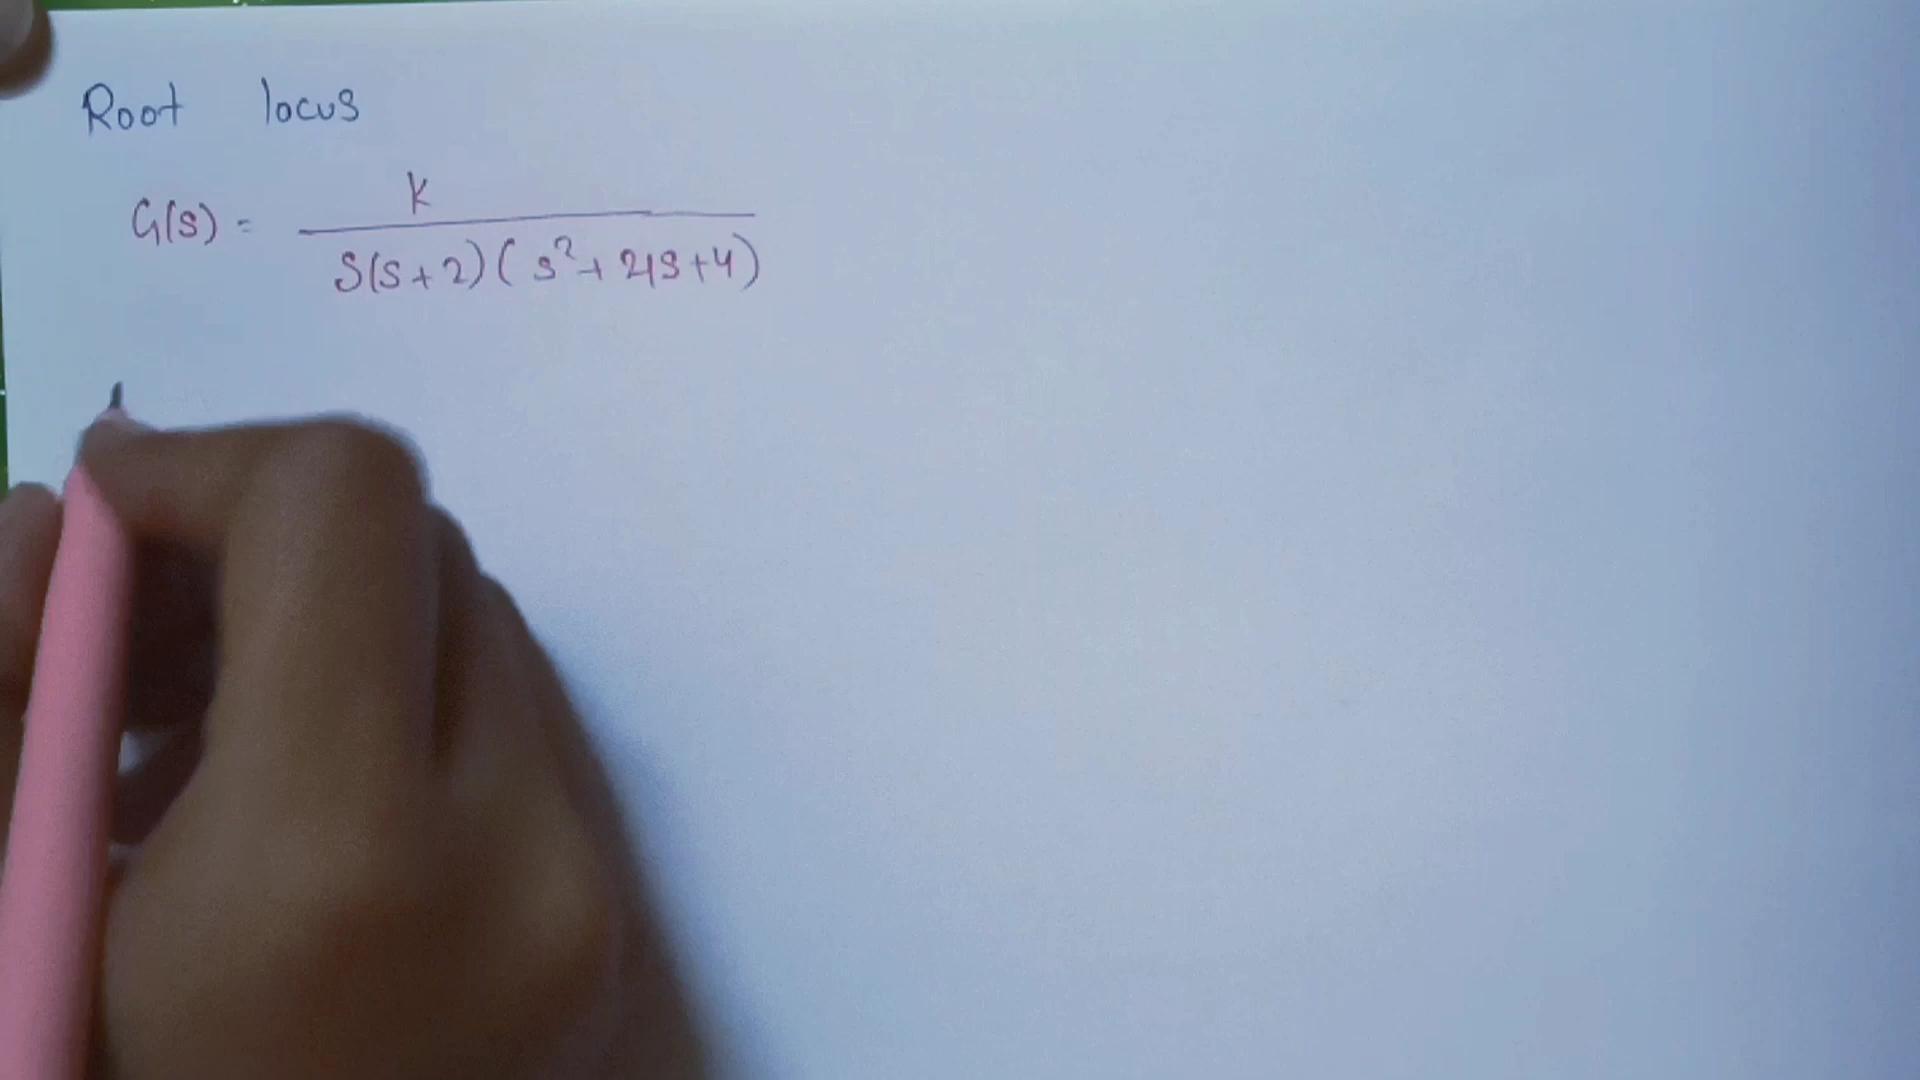 Root locus
G(s) = K
S(s+2)(s²+2s+4)